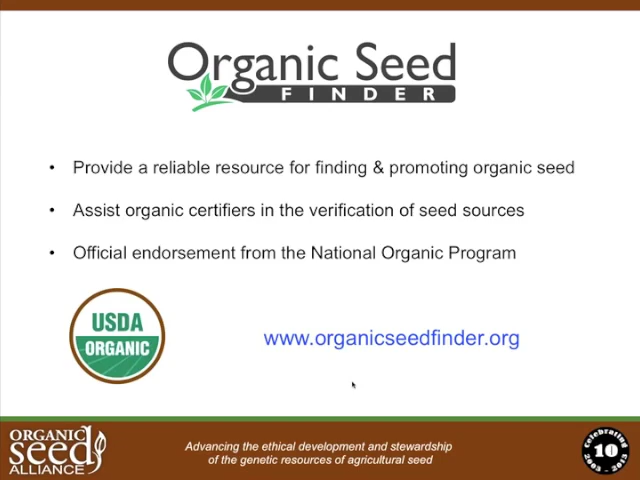 Organic Seed
FINDER
• Provide a reliable resource for finding & promoting organic seed
• Assist organic certifiers in the verification of seed sources
• Official endorsement from the National Organic Program
USDA
ORGANIC
www.organicseedfinder.org
ORGANIC
seed
ALLIANCE
Advancing the ethical development and stewardship
of the genetic resources of agricultural seed
Celebrating
10
2003 - 2013